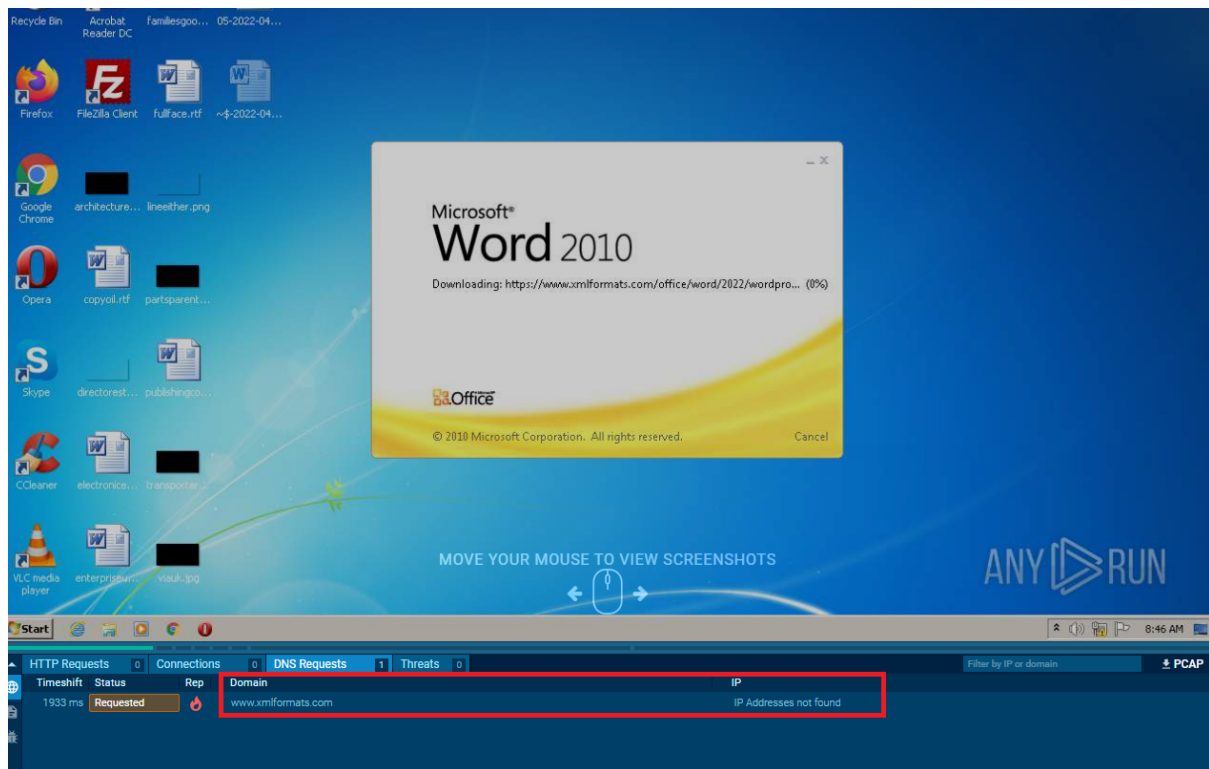 Recycle Bin
Acrobat Reader DC
familiesgoo...
05-2022-04...
Firefox
FileZilla Client
fullface.rtf
~$-2022-04...
Google Chrome
architecture...
lineeither.png
Opera
copyoil.rtf
partsparent...
Skype
directorest...
publishingco...
CCleaner
electronics...
transportar...
VLC media player
enterpriseu...
viauk.jpg
Microsoft®
Word 2010
Downloading: https://www.xmlformats.com/office/word/2022/wordpro... (0%)
Office
© 2010 Microsoft Corporation. All rights reserved. Cancel
MOVE YOUR MOUSE TO VIEW SCREENSHOTS
ANY RUN
Start 8:46 AM
HTTP Requests 0 Connections 0 DNS Requests 1 Threats 0 Filter by IP or domain PCAP
Timeshift Status Rep Domain IP
1933 ms Requested www.xmlformats.com IP Addresses not found